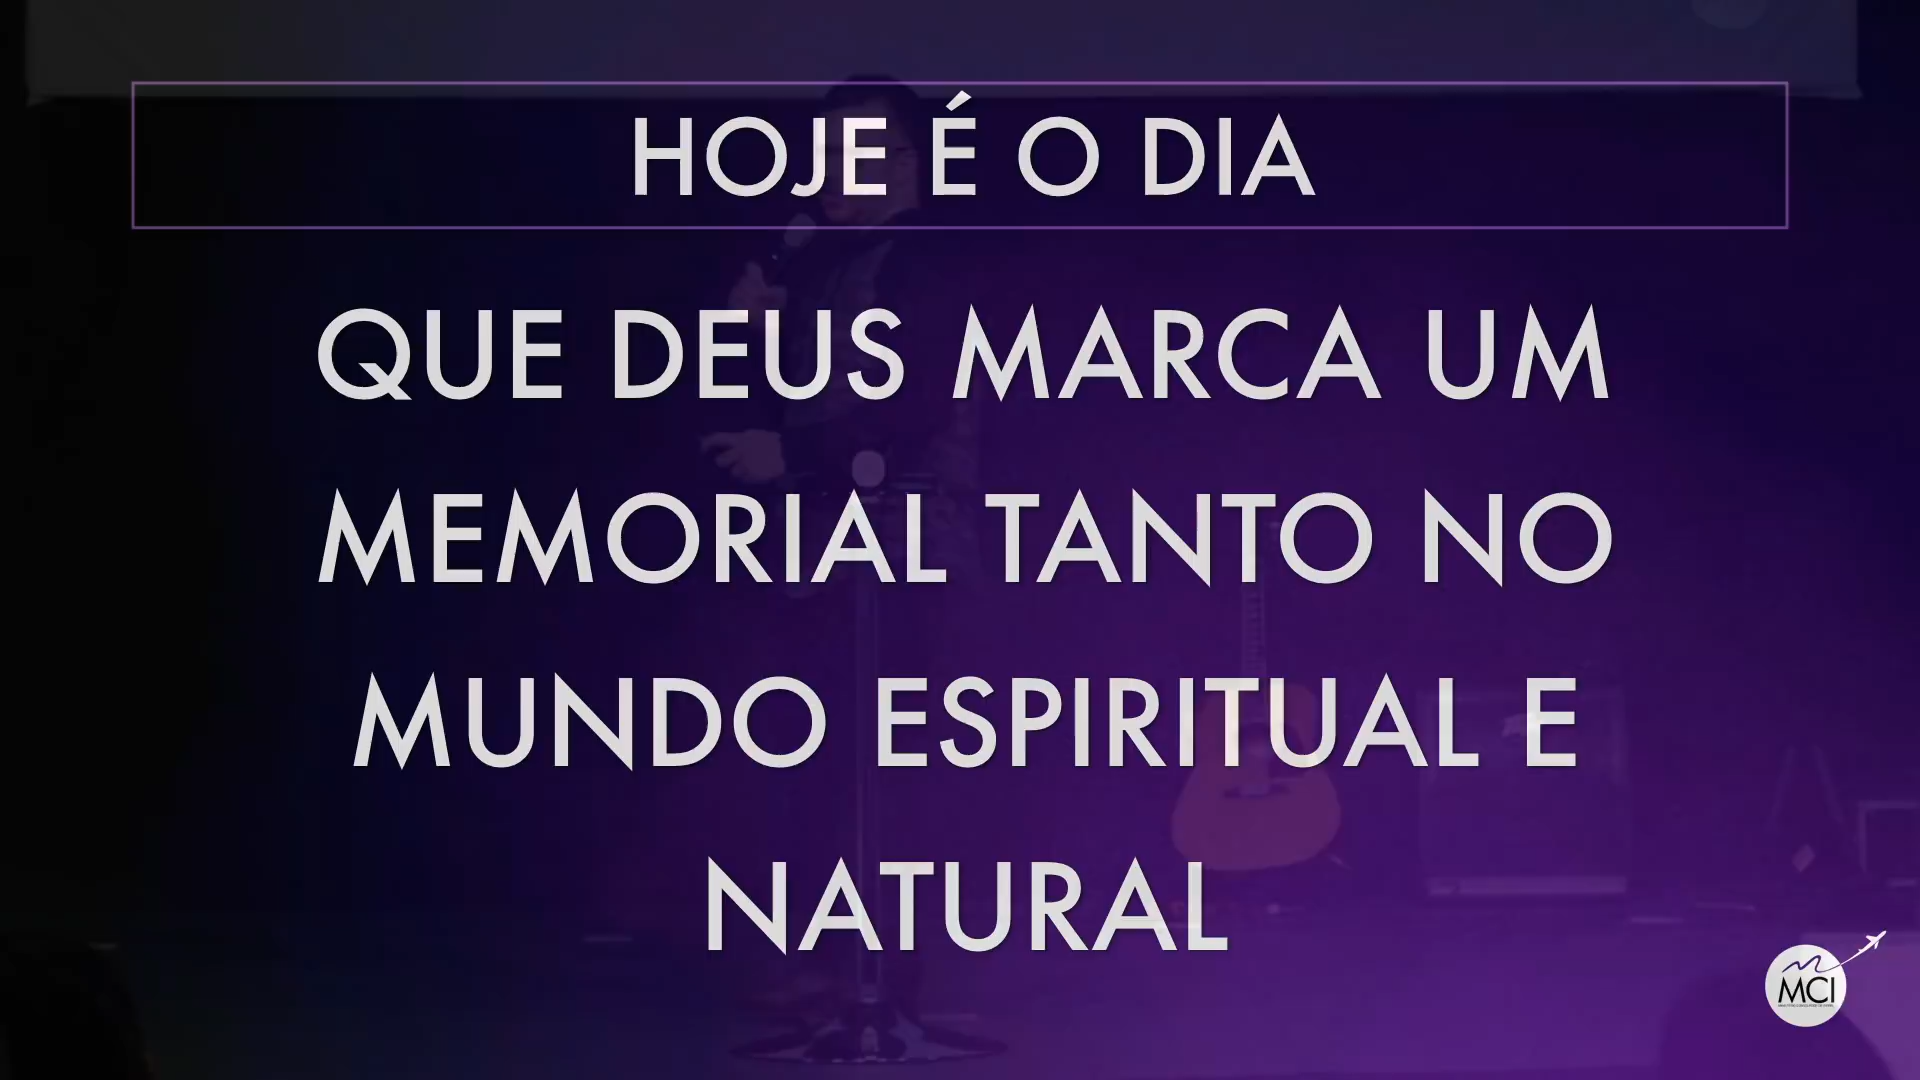 HOJE É O DIA
QUE DEUS MARCA UM
MEMORIAL TANTO NO
MUNDO ESPIRITUAL E
NATURAL
MCI